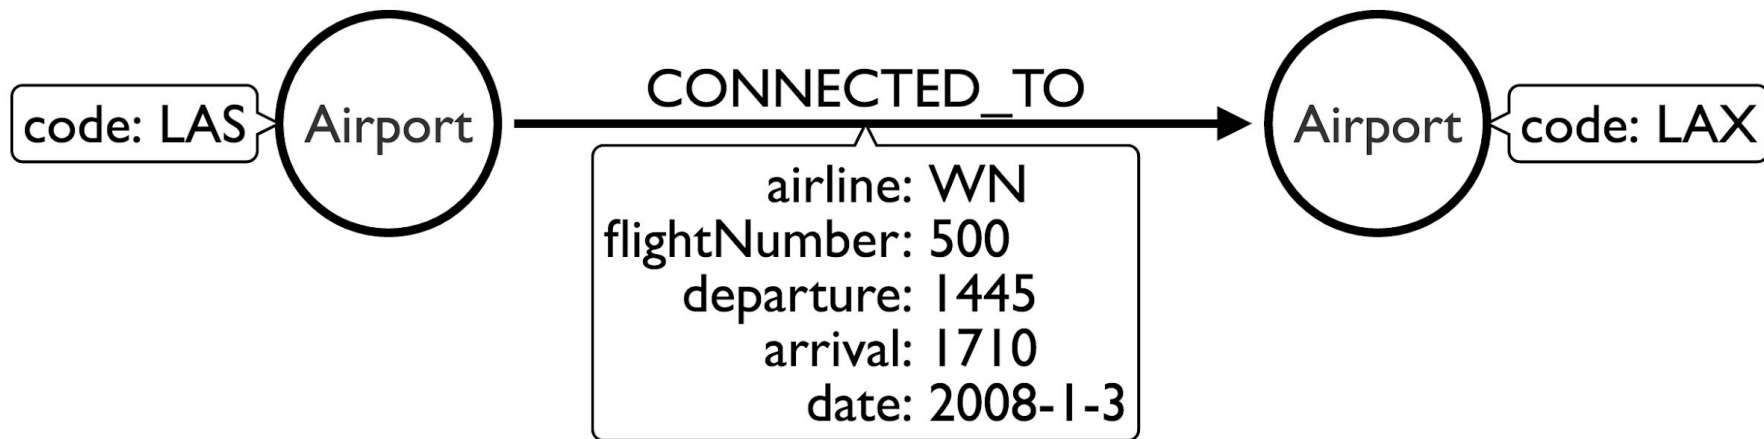 code: LAS
Airport
CONNECTED_TO
airline: WN
flightNumber: 500
departure: 1445
arrival: 1710
date: 2008-1-3
Airport
code: LAX